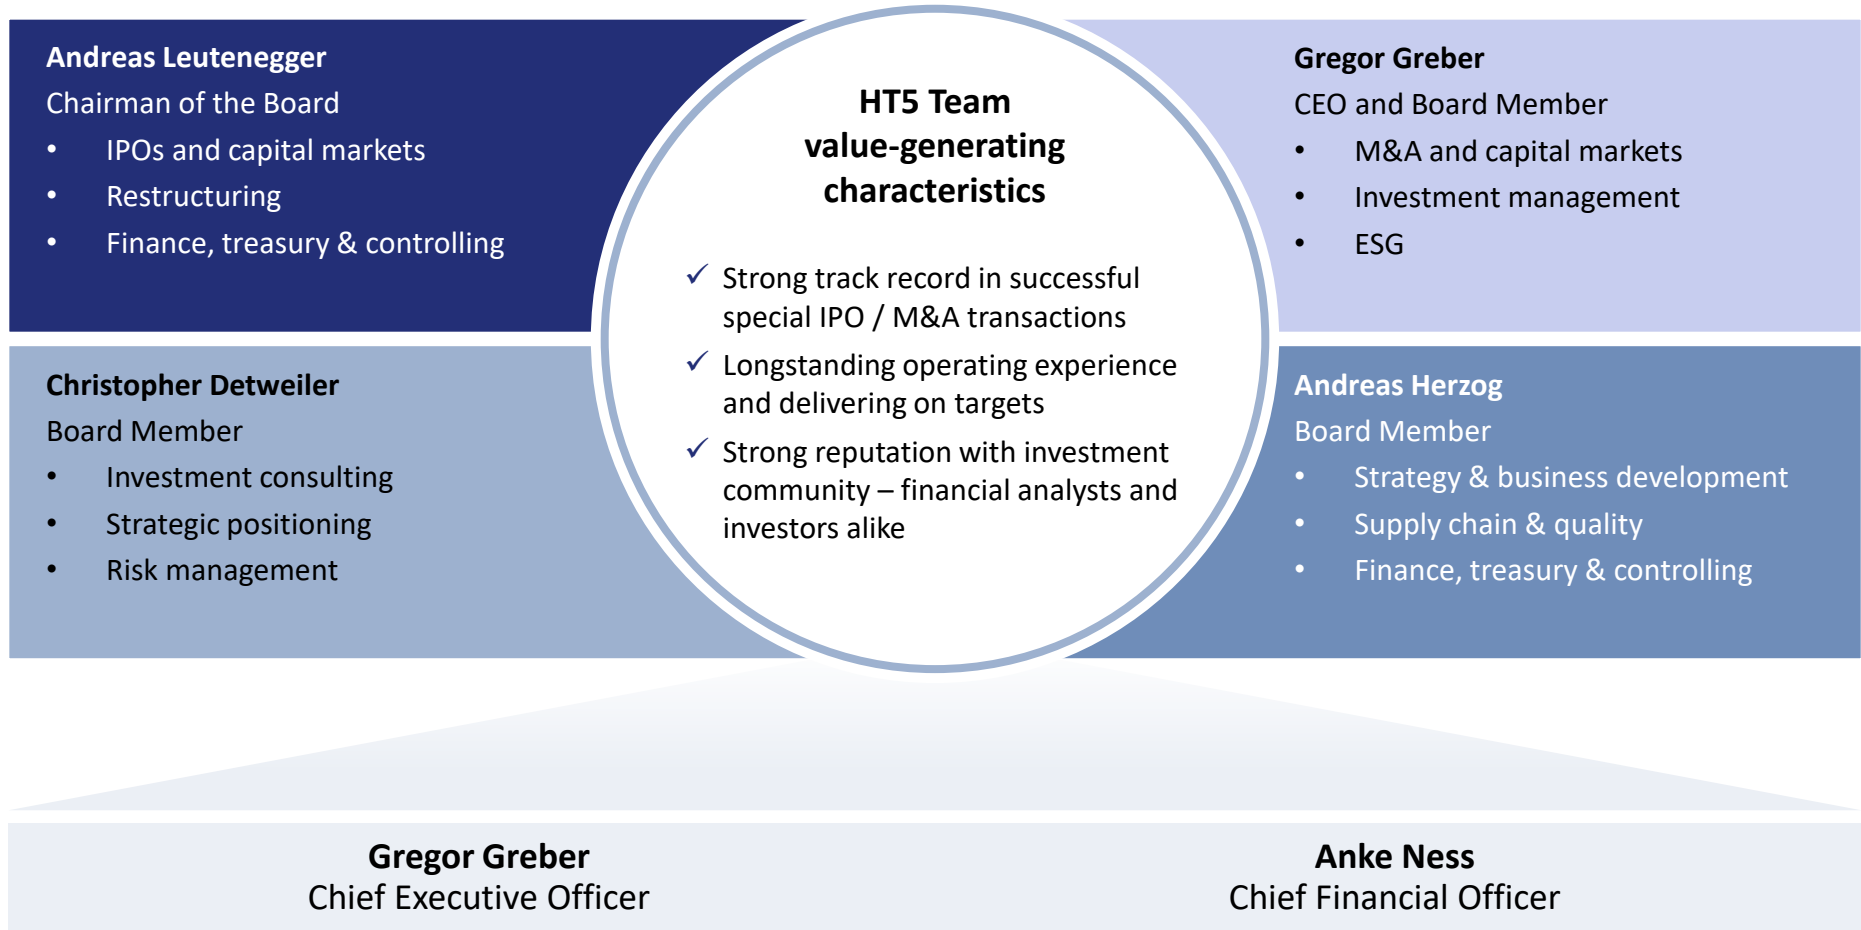 Andreas Leutenegger
Chairman of the Board
• IPOs and capital markets
• Restructuring
• Finance, treasury & controlling
HT5 Team
value-generating
characteristics
✓ Strong track record in successful
special IPO / M&A transactions
✓ Longstanding operating experience
and delivering on targets
✓ Strong reputation with investment
community – financial analysts and
investors alike
Gregor Greber
CEO and Board Member
• M&A and capital markets
• Investment management
• ESG
Christopher Detweiler
Board Member
• Investment consulting
• Strategic positioning
• Risk management
Andreas Herzog
Board Member
• Strategy & business development
• Supply chain & quality
• Finance, treasury & controlling
Gregor Greber
Chief Executive Officer
Anke Ness
Chief Financial Officer